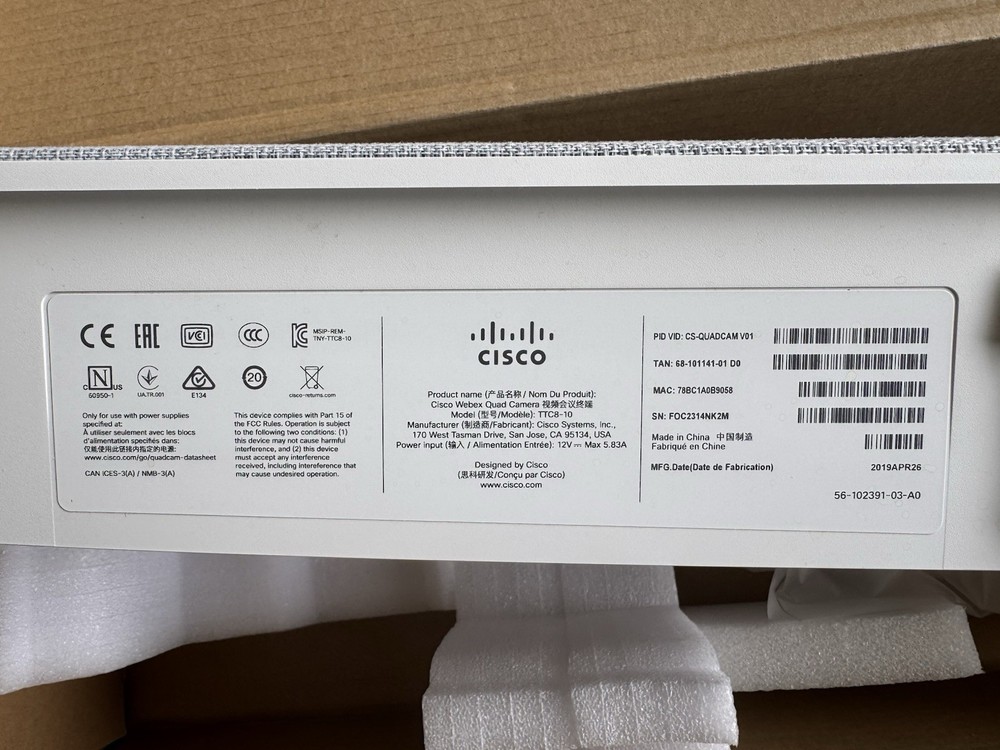 CE EAC VCCI CCC MSIP-REM-
TNY-TTC8-10
c N US
60950-1
UA.TR.001
E134
20
cisco-returns.com
Only for use with power supplies
specified at:
À utiliser seulement avec les blocs
d'alimentation spécifiés dans:
仅能使用此链接内指定的电源:
www.cisco.com/go/quadcam-datasheet
CAN ICES-3(A) / NMB-3(A)
This device complies with Part 15 of
the FCC Rules. Operation is subject
to the following two conditions: (1)
this device may not cause harmful
interference, and (2) this device
must accept any interference
received, including interference that
may cause undesired operation.
CISCO
Product name (产品名称 / Nom Du Produit):
Cisco Webex Quad Camera 视频会议终端
Model (型号/Modèle): TTC8-10
Manufacturer (制造商/Fabricant): Cisco Systems, Inc.,
170 West Tasman Drive, San Jose, CA 95134, USA
Power input (输入 / Alimentation Entrée): 12V⎓ Max 5.83A
Designed by Cisco
(思科研发/Conçu par Cisco)
www.cisco.com
PID VID: CS-QUADCAM V01
TAN: 68-101141-01 D0
MAC: 78BC1A0B9058
SN: FOC2314NK2M
Made in China 中国制造
Fabriqué en Chine
MFG.Date(Date de Fabrication) 2019APR26
56-102391-03-A0